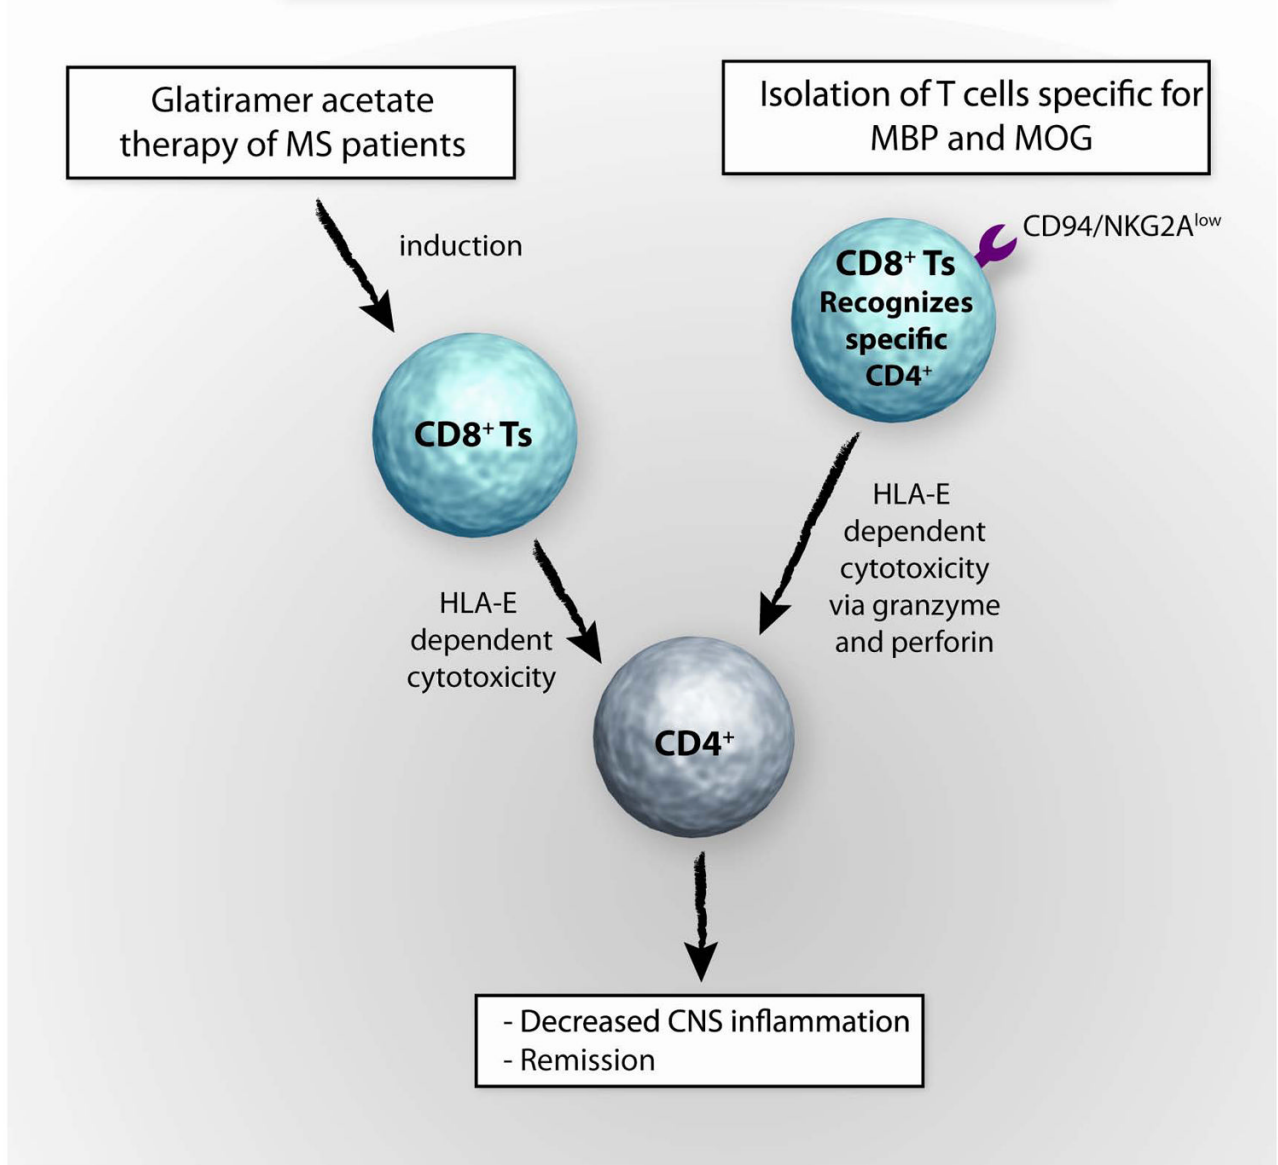 Glatiramer acetate
therapy of MS patients
Isolation of T cells specific for
MBP and MOG
induction
CD94/NKG2A^low
CD8⁺ Ts
Recognizes
specific
CD4⁺
CD8⁺ Ts
HLA-E
dependent
cytotoxicity
via granzyme
and perforin
HLA-E
dependent
cytotoxicity
CD4⁺
- Decreased CNS inflammation
- Remission